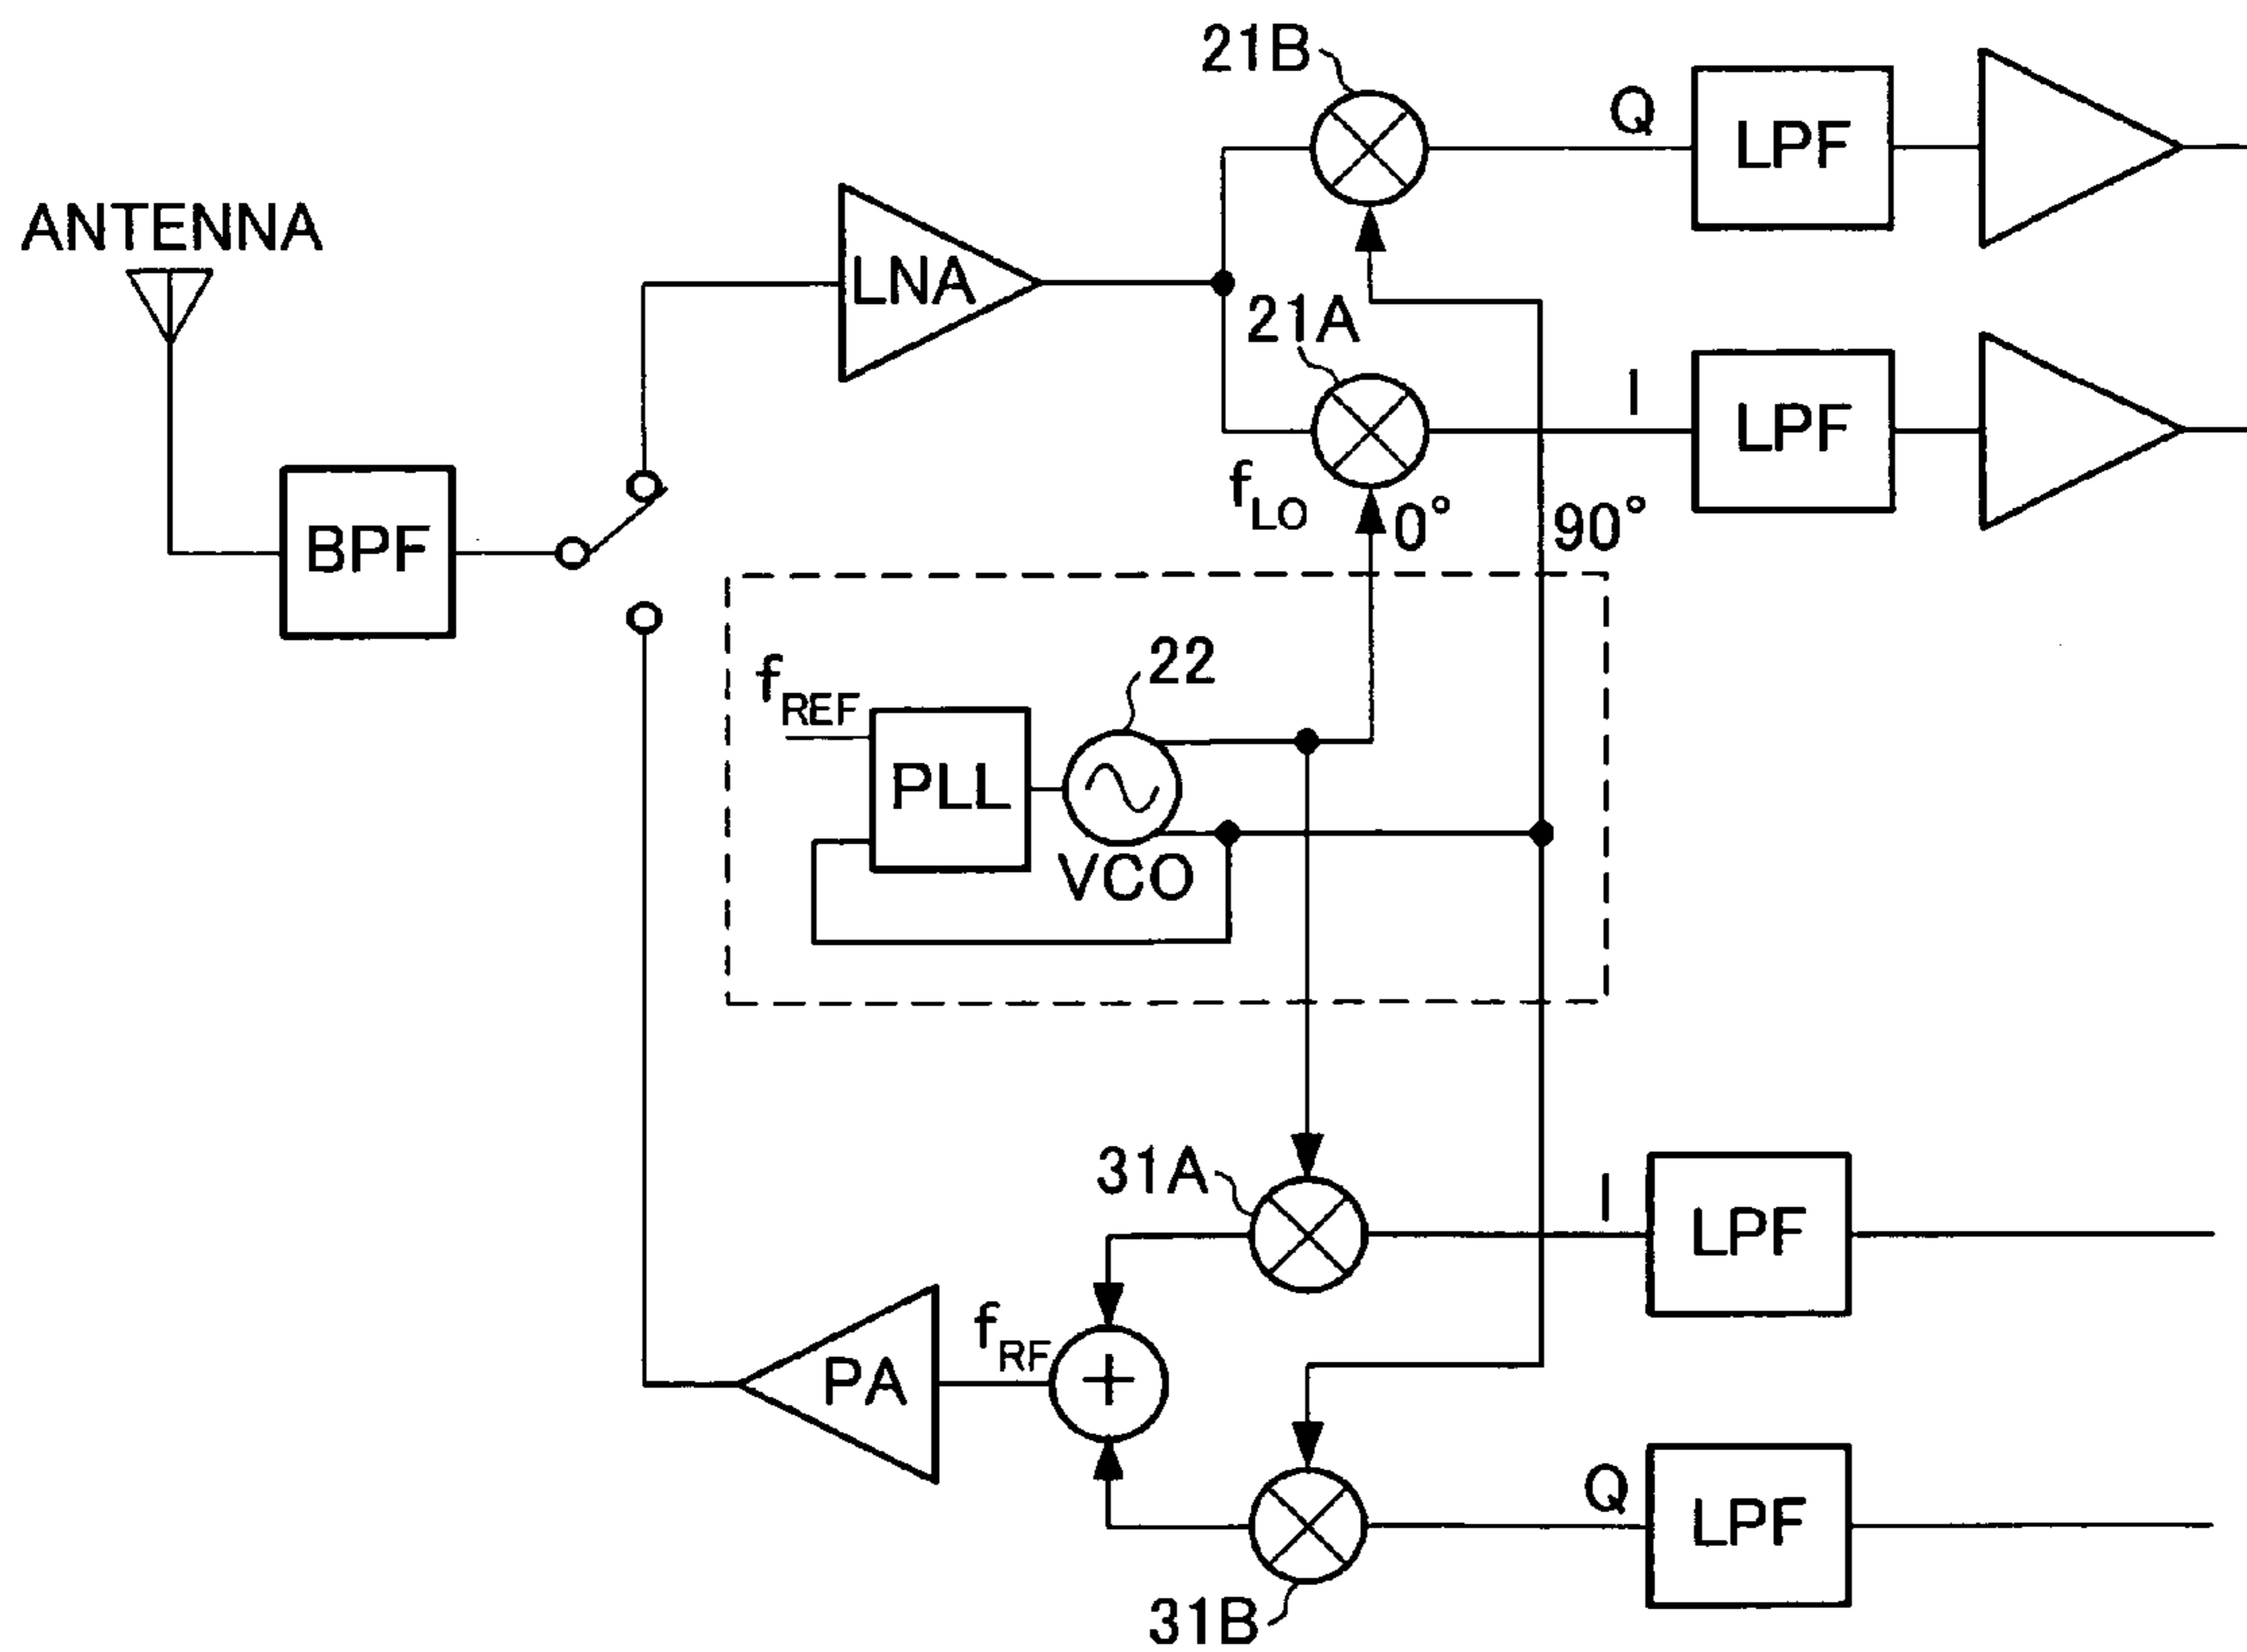 21B
Q
LPF
ANTENNA
LNA
21A
I
LPF
fLO
0°
90°
BPF
fREF
22
PLL
VCO
31A
I
LPF
fRF
PA
+
Q
LPF
31B